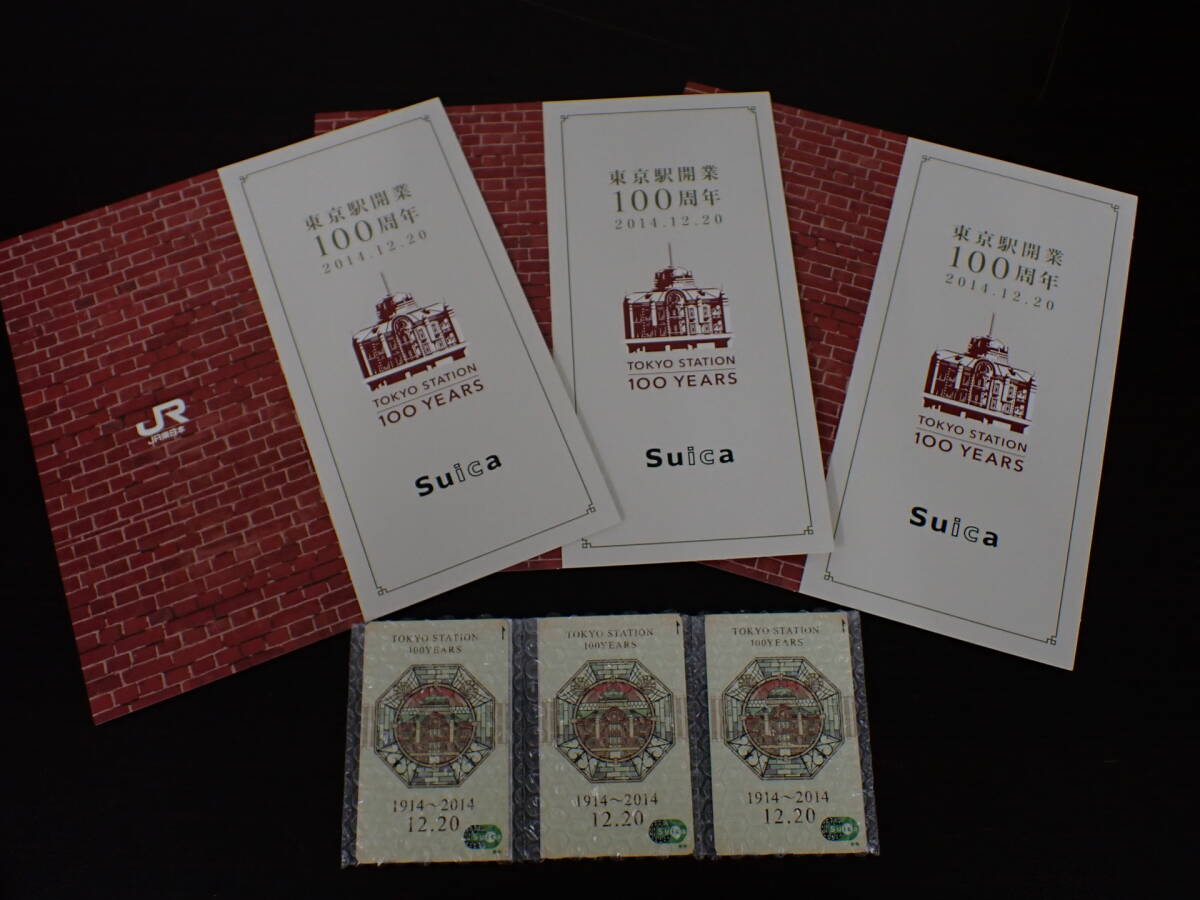 東京駅開業
100周年
2014.12.20
TOKYO STATION
100 YEARS
Suica
JR
JR東日本
東京駅開業
100周年
2014.12.20
TOKYO STATION
100 YEARS
Suica
東京駅開業
100周年
2014.12.20
TOKYO STATION
100 YEARS
Suica
TOKYO STATION
100YEARS
1914~2014
12.20
Suica
TOKYO STATION
100YEARS
1914~2014
12.20
Suica
TOKYO STATION
100YEARS
1914~2014
12.20
Suica